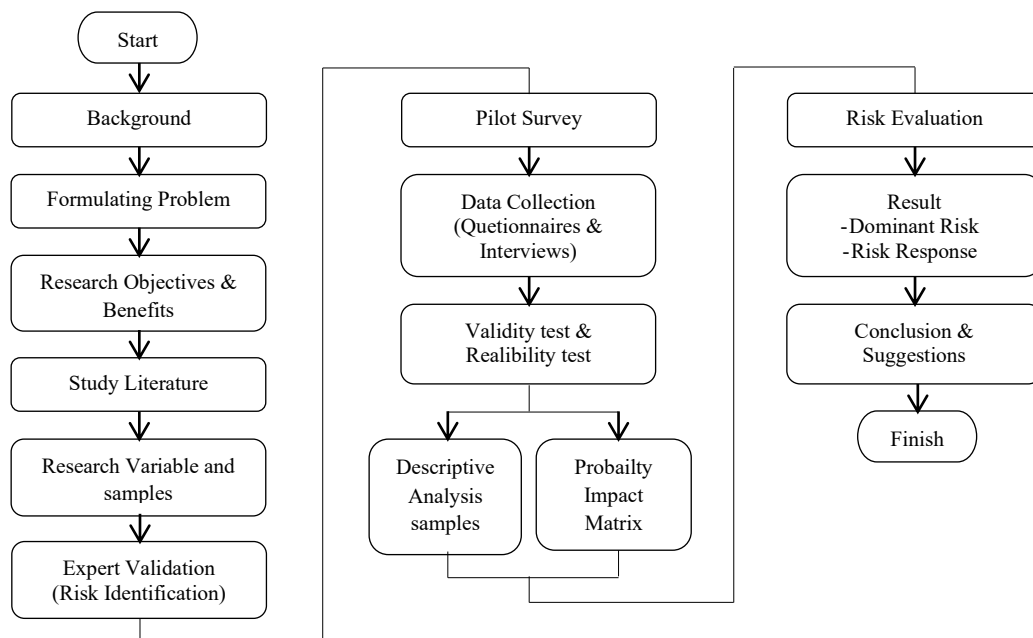 Start
Background
Formulating Problem
Research Objectives &
Benefits
Study Literature
Research Variable and
samples
Expert Validation
(Risk Identification)
Pilot Survey
Data Collection
(Quetionnaires &
Interviews)
Validity test &
Realibility test
Descriptive
Analysis
samples
Probailty
Impact
Matrix
Risk Evaluation
Result
-Dominant Risk
-Risk Response
Conclusion &
Suggestions
Finish